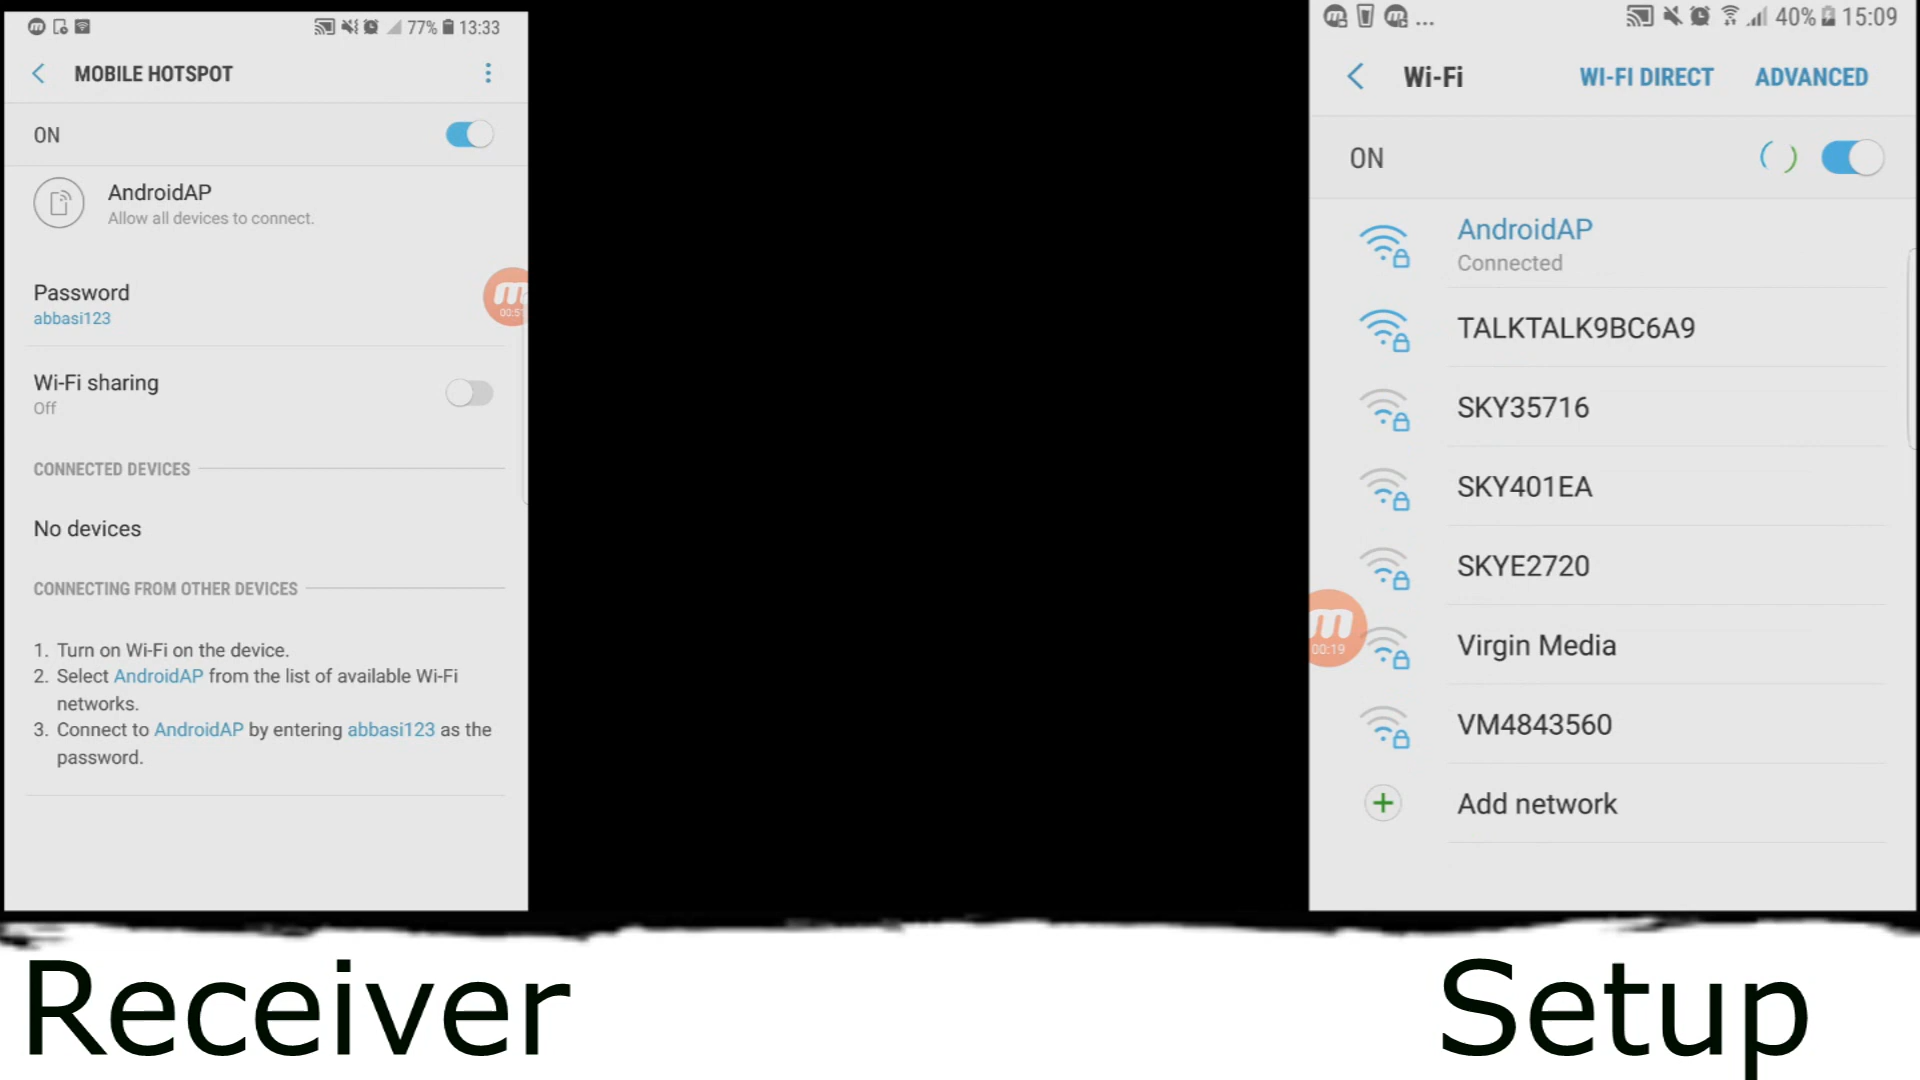 77% 13:33
MOBILE HOTSPOT
ON
AndroidAP
Allow all devices to connect.
Password
abbasi123
Wi-Fi sharing
Off
CONNECTED DEVICES
No devices
CONNECTING FROM OTHER DEVICES
1. Turn on Wi-Fi on the device.
2. Select AndroidAP from the list of available Wi-Fi
networks.
3. Connect to AndroidAP by entering abbasi123 as the
password.
Receiver
... 40% 15:09
Wi-Fi WI-FI DIRECT ADVANCED
ON
AndroidAP
Connected
TALKTALK9BC6A9
SKY35716
SKY401EA
SKYE2720
m
00:19
Virgin Media
VM4843560
Add network
Setup